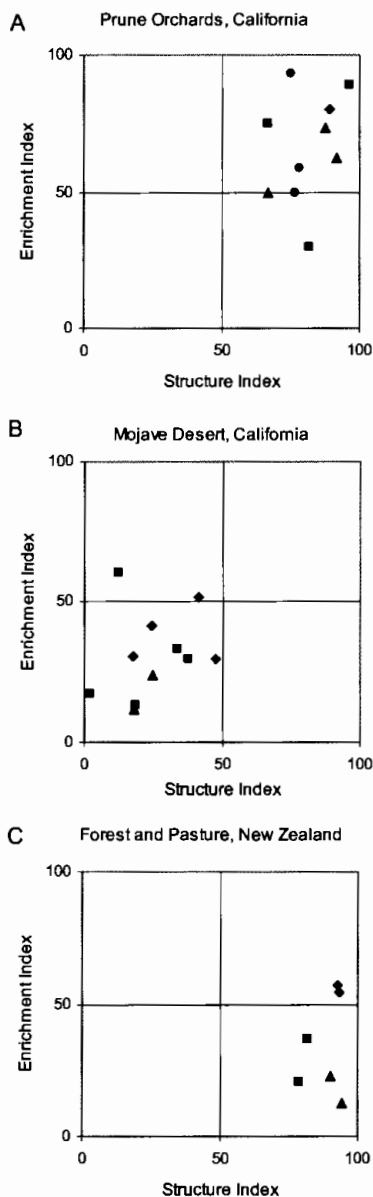 A
Prune Orchards, California
100
Enrichment Index
50
0
0 50 100
Structure Index
B
Mojave Desert, California
100
Enrichment Index
50
0
0 50 100
Structure Index
C
Forest and Pasture, New Zealand
100
Enrichment Index
50
0
0 50 100
Structure Index